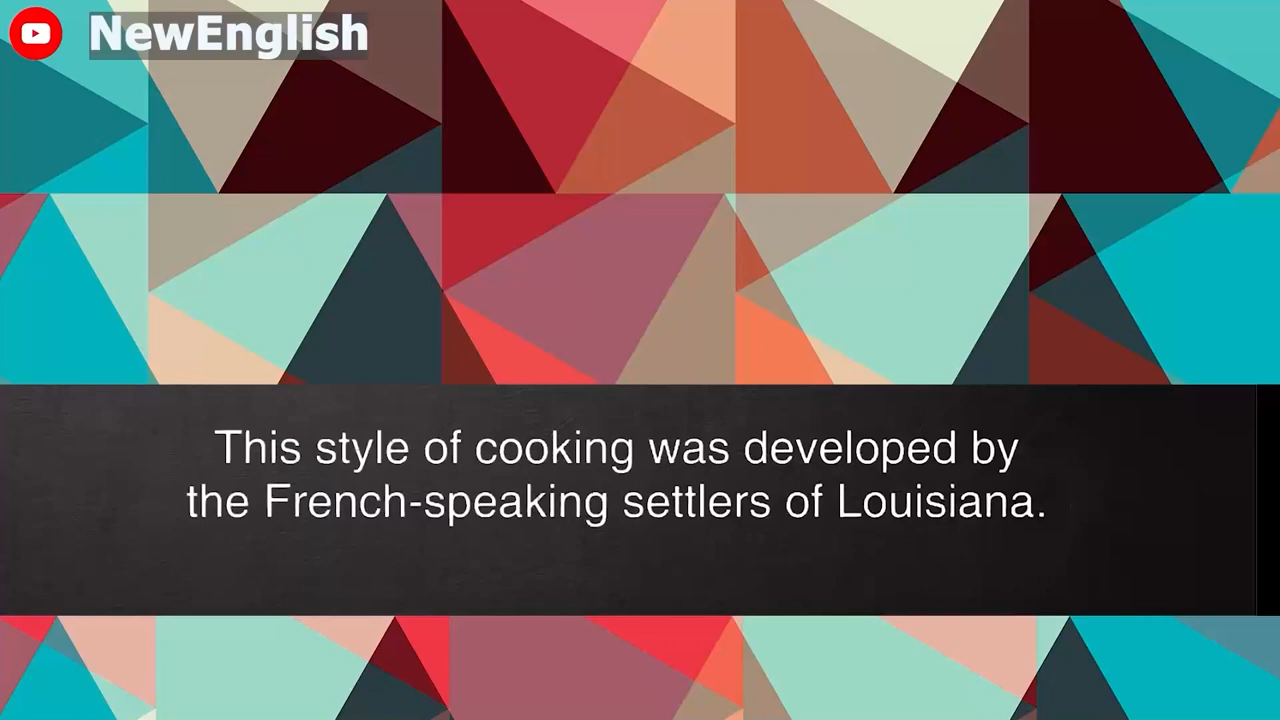 NewEnglish
This style of cooking was developed by
the French-speaking settlers of Louisiana.